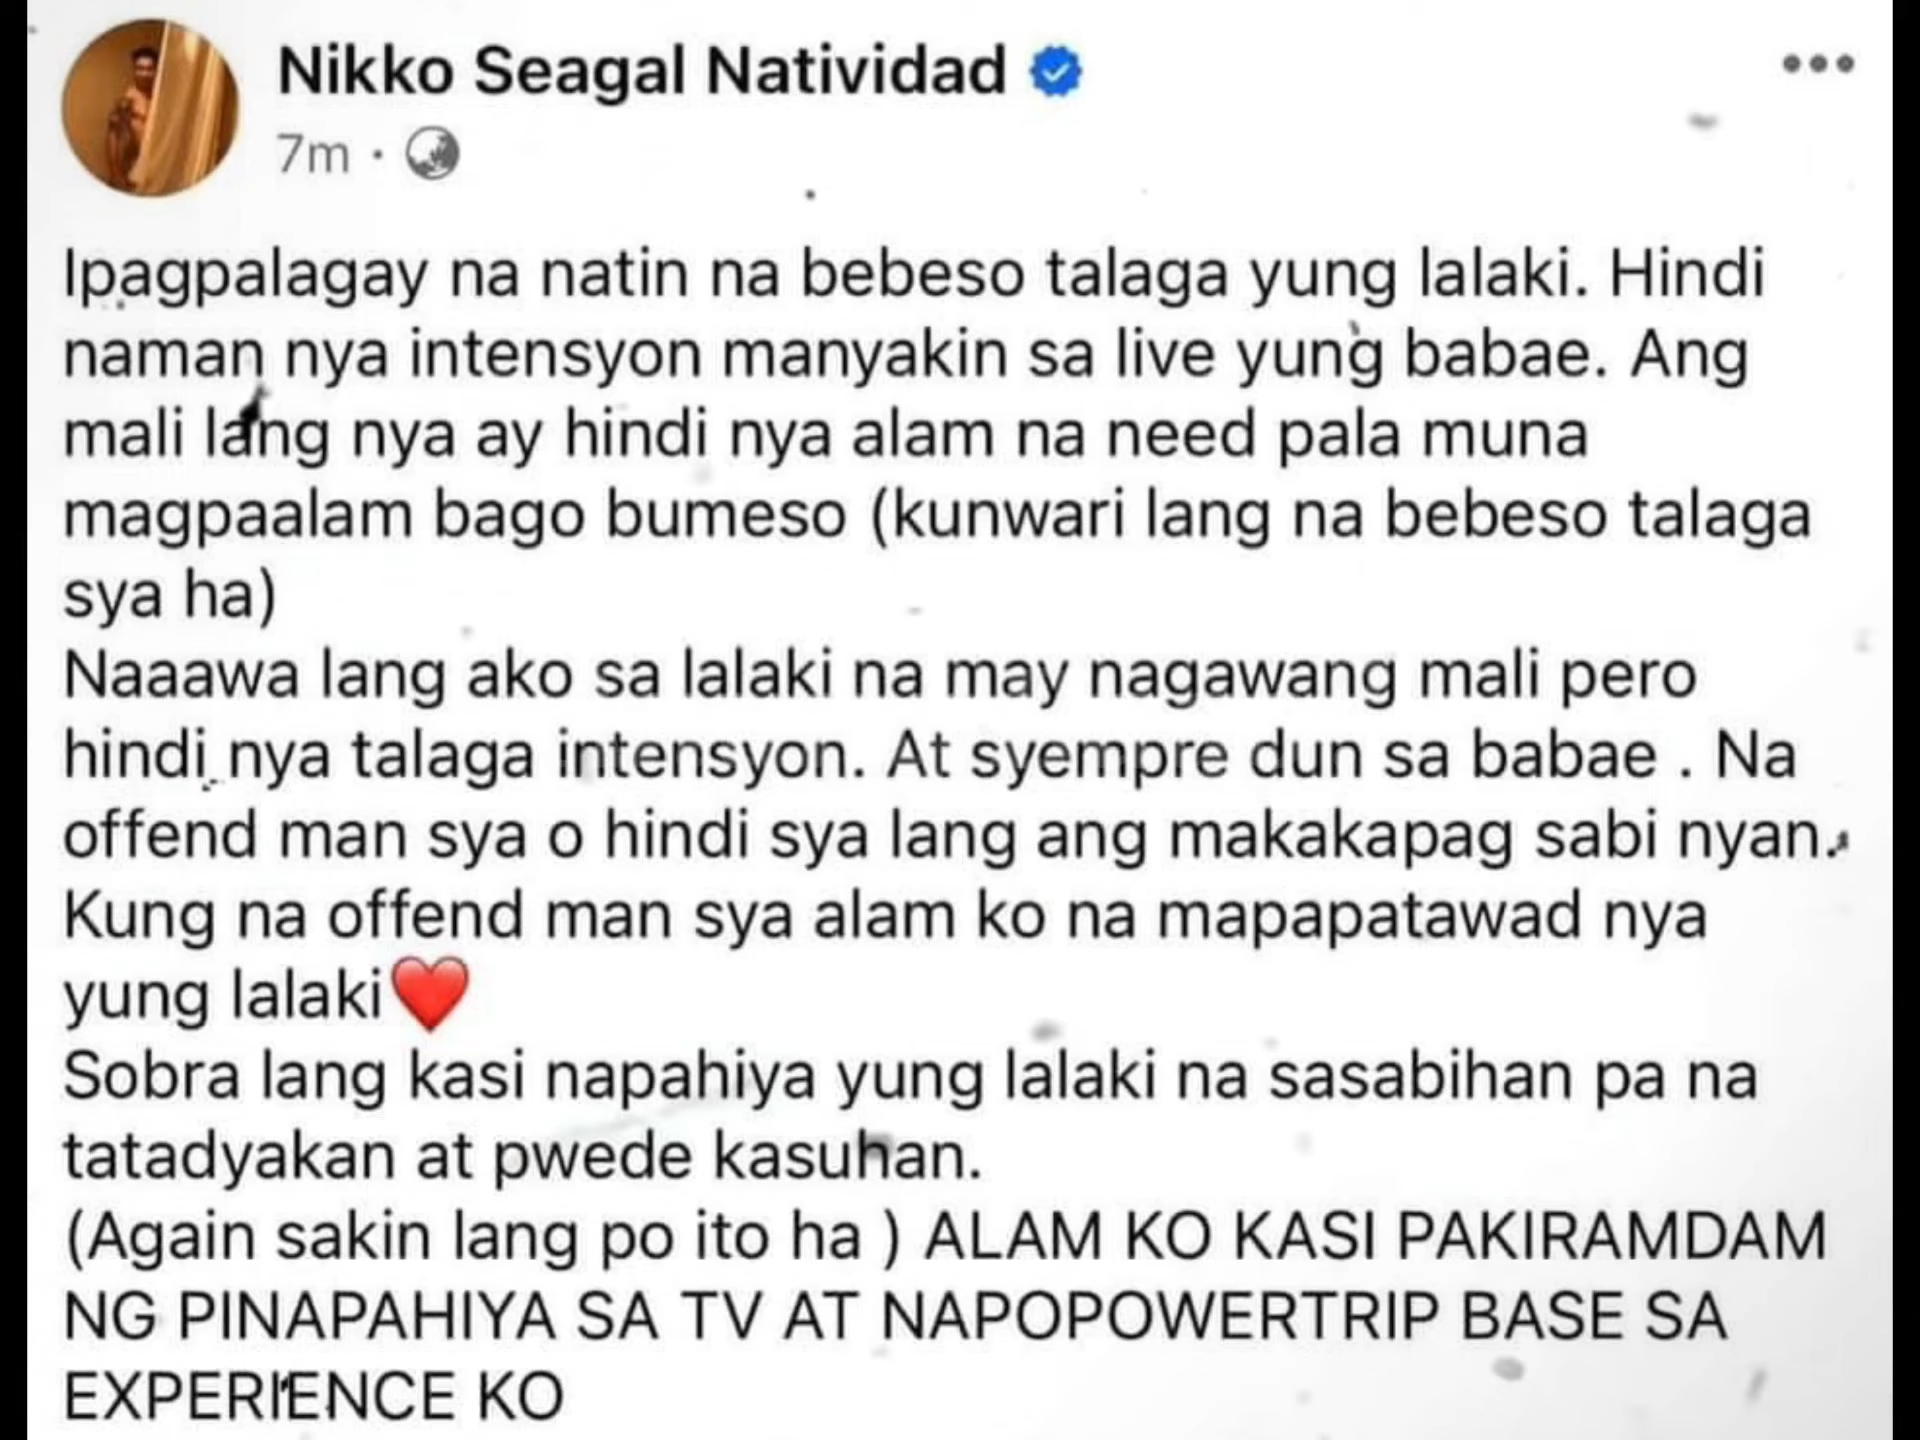 Nikko Seagal Natividad
7m ·
Ipagpalagay na natin na bebeso talaga yung lalaki. Hindi
naman nya intensyon manyakin sa live yung babae. Ang
mali lang nya ay hindi nya alam na need pala muna
magpaalam bago bumeso (kunwari lang na bebeso talaga
sya ha)
Naaawa lang ako sa lalaki na may nagawang mali pero
hindi nya talaga intensyon. At syempre dun sa babae . Na
offend man sya o hindi sya lang ang makakapag sabi nyan.
Kung na offend man sya alam ko na mapapatawad nya
yung lalaki❤️
Sobra lang kasi napahiya yung lalaki na sasabihan pa na
tatadyakan at pwede kasuhan.
(Again sakin lang po ito ha ) ALAM KO KASI PAKIRAMDAM
NG PINAPAHIYA SA TV AT NAPOPOWERTRIP BASE SA
EXPERIENCE KO